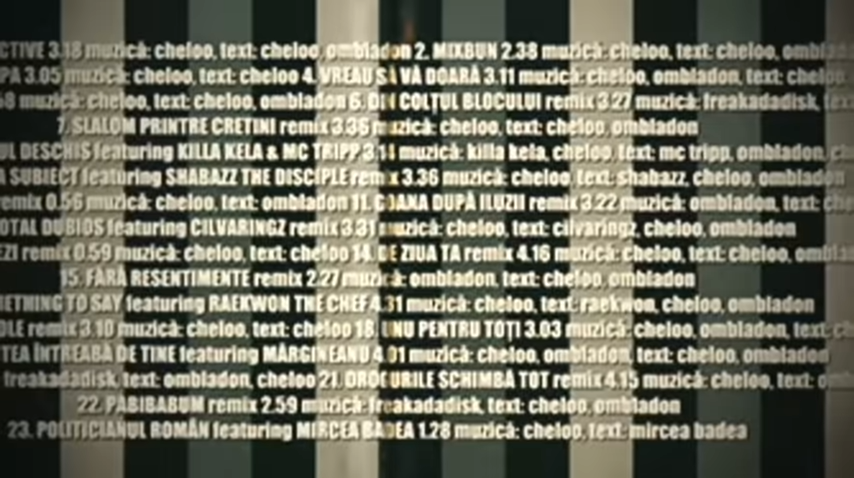 CTIVE 3.18 muzică: cheloo, text: cheloo, ombladon 2. MIXBUN 2.38 muzică: cheloo, text: cheloo,
PA 3.05 muzică: cheloo, text: cheloo 4. VREAU SĂ VĂ DOARĂ 3.11 muzică: cheloo, ombladon, text: cheloo,
muzică: cheloo, text: cheloo, ombladon 6. DIN COLȚUL BLOCULUI remix 3.27 muzică: freakadadisk, text
7. SLALOM PRINTRE CRETINI remix 3.36 muzică: cheloo, text: cheloo, ombladon
UL DESCHIS featuring KILLA KELA & MC TRIPP 3.14 muzică: killa kela, cheloo, text: mc tripp, ombladon,
A SUBIECT featuring SHABAZZ THE DISCIPLE remix 3.36 muzică: cheloo, text: shabazz, cheloo, ombladon
remix 0.56 muzică: cheloo, text: ombladon 11. GOANA DUPĂ ILUZII remix 3.22 muzică: ombladon, text:
OTAL DUBIOS featuring CILVARINGZ remix 3.31 muzică: cheloo, text: cilvaringz, cheloo, ombladon
EZI remix 0.59 muzică: cheloo, text: cheloo 14. DE ZIUA TA remix 4.16 muzică: cheloo, text: cheloo,
15. FĂRĂ RESENTIMENTE remix 2.27 muzică: ombladon, text: cheloo, ombladon
ETHING TO SAY featuring RAEKWON THE CHEF 4.31 muzică: cheloo, text: raekwon, cheloo, ombladon
OLE remix 3.10 muzică: cheloo, text: cheloo 18. UNU PENTRU TOȚI 3.03 muzică: cheloo, text: ombladon,
TEA ÎNTREABĂ DE TINE featuring MĂRGINEANU 4.01 muzică: cheloo, ombladon, text: cheloo, ombladon
freakadadisk, text: ombladon, cheloo 21. DROGURILE SCHIMBĂ TOT remix 4.15 muzică: cheloo, text:
22. PABIBABUM remix 2.59 muzică: freakadadisk, text: cheloo, ombladon
23. POLITICIANUL ROMÂN featuring MIRCEA BADEA 1.28 muzică: cheloo, text: mircea badea